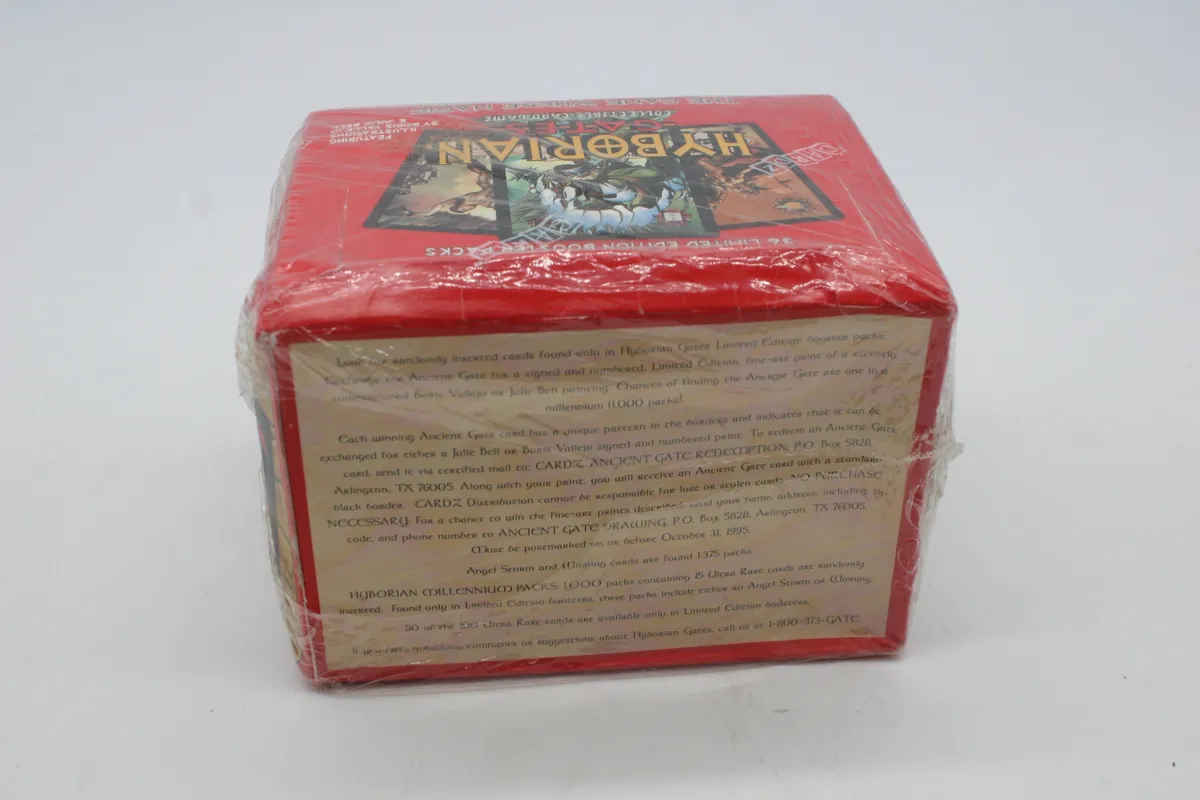 THE GAME WHERE MAGIC
COLLECTIBLE CARD GAME
HYBORIAN
GATES
FEATURING
ILLUSTRATIONS
BY BORIS VALLEJO
& JULIE BELL
36 LIMITED EDITION BOOSTER PACKS
Look for randomly inserted cards found only in Hyborian Gates Limited Edition booster packs.
Exchange the Ancient Gate for a signed and numbered, Limited Edition, fine-art print of a recently
commissioned Boris Vallejo or Julie Bell painting. Chances of finding the Ancient Gate are one in a
millennium (1,000 packs).
Each winning Ancient Gate card has a unique pattern in the borders and indicates that it can be
exchanged for either a Julie Bell or Boris Vallejo signed and numbered print. To redeem an Ancient Gate
card, send it via certified mail to: CARDZ ANCIENT GATE REDEMPTION, P.O. Box 5828,
Arlington, TX 76005. Along with your print, you will receive an Ancient Gate card with a standard
black border. CARDZ Distribution cannot be responsible for lost or stolen cards. NO PURCHASE
NECESSARY. For a chance to win the fine-art prints described, send your name, address including zip
code, and phone number to ANCIENT GATE DRAWING, P.O. Box 5828, Arlington, TX 76005.
Must be postmarked on or before October 31, 1995.
Angel Storm and Winning cards are found 1:375 packs.
HYBORIAN MILLENNIUM PACKS: 1,000 packs containing 15 Ultra Rare cards are randomly
inserted. Found only in Limited Edition boosters, these packs include either an Angel Storm or Winning.
50 of the 100 Ultra Rare cards are available only in Limited Edition boosters.
If you have questions, comments or suggestions about Hyborian Gates, call us at 1-800-373-GATE